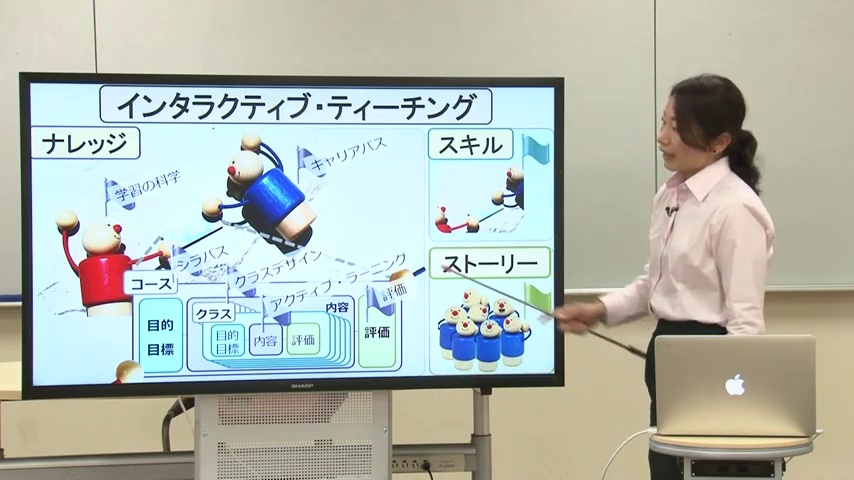 インタラクティブ・ティーチング
ナレッジ
スキル
学習の科学
キャリアパス
シラバス
クラスデザイン
アクティブ・ラーニング
評価
ストーリー
コース
目的
目標
クラス
内容
目的
目標
内容
評価
評価
SHARP